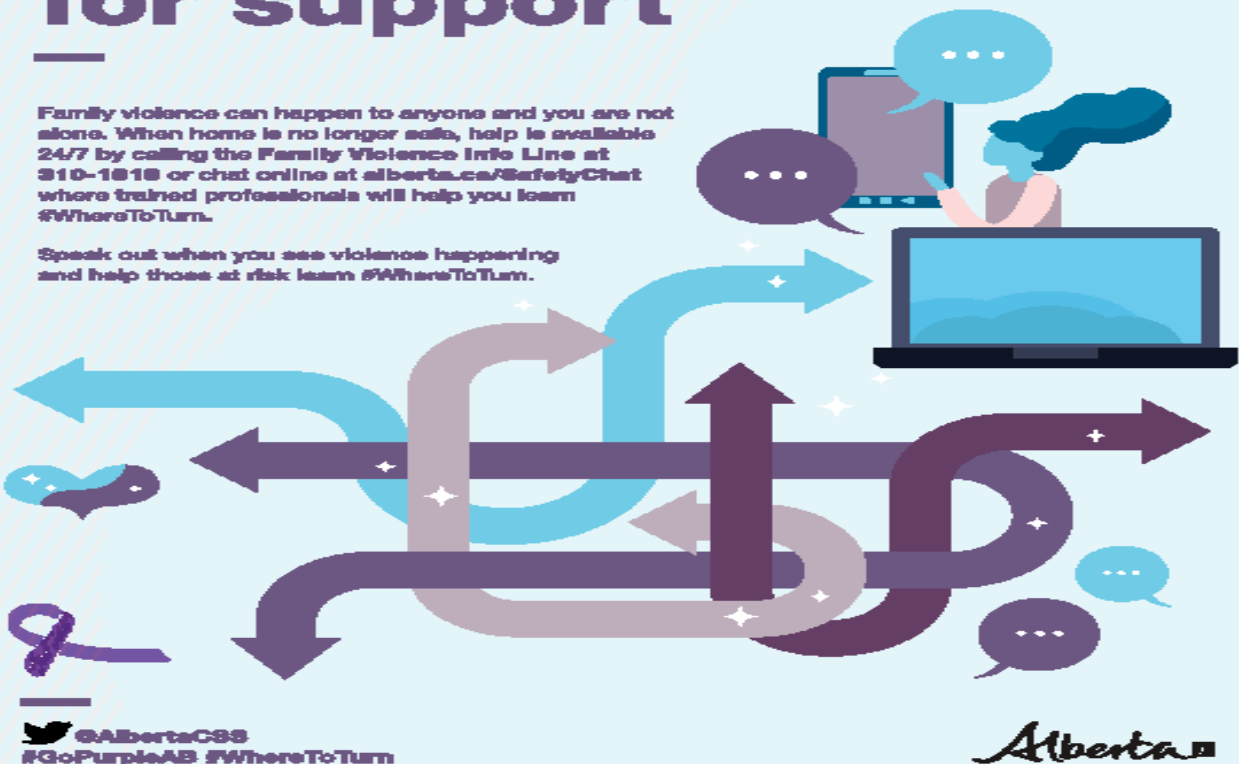 for support
Family violence can happen to anyone and you are not
alone. When home is no longer safe, help is available
24/7 by calling the Family Violence Info Line at
310-1818 or chat online at alberta.ca/SafetyChat
where trained professionals will help you learn
#WhereToTurn.
Speak out when you see violence happening
and help those at risk learn #WhereToTurn.
@AlbertaCSS
#GoPurpleAB #WhereToTurn
Alberta